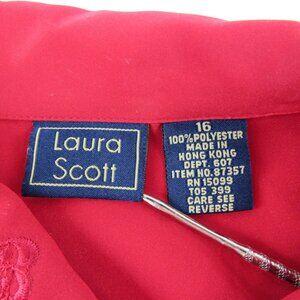 Laura
Scott
16
100% POLYESTER
MADE IN
HONG KONG
DEPT. 607
ITEM NO. 87357
RN 15099
TOS 399
CARE SEE
REVERSE